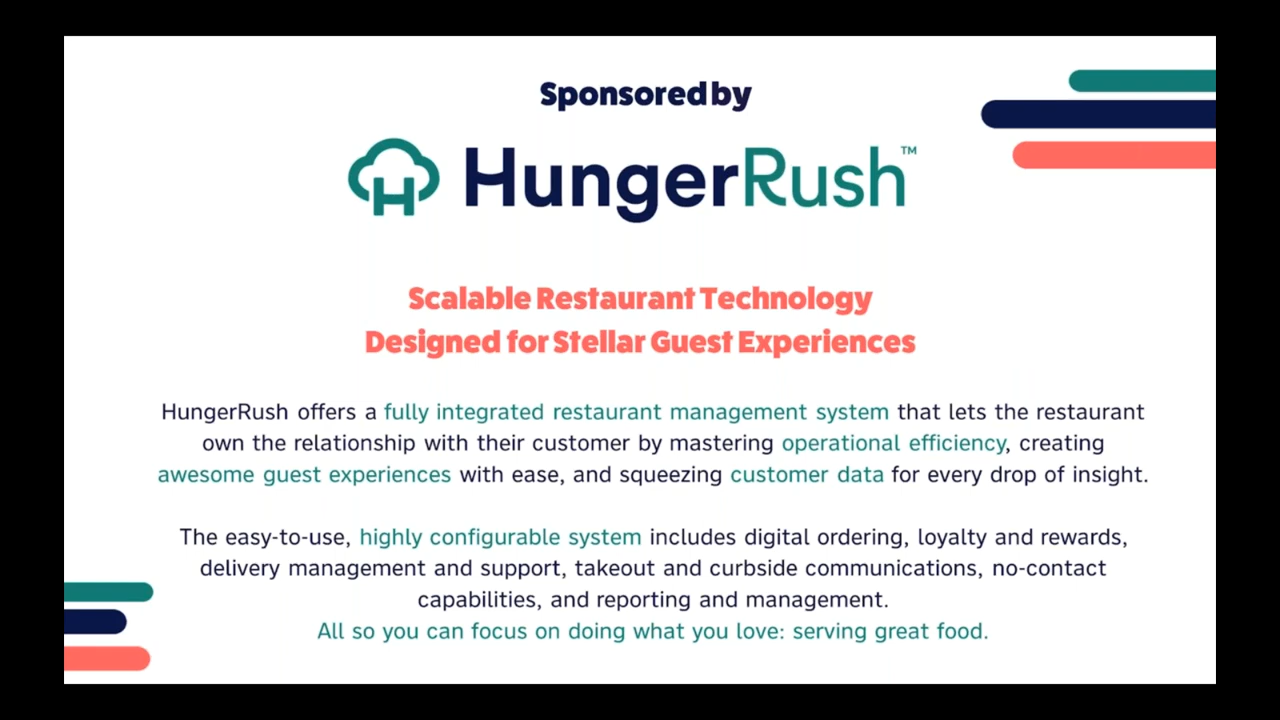 Sponsored by
H HungerRush™
Scalable Restaurant Technology
Designed for Stellar Guest Experiences
HungerRush offers a fully integrated restaurant management system that lets the restaurant
own the relationship with their customer by mastering operational efficiency, creating
awesome guest experiences with ease, and squeezing customer data for every drop of insight.
The easy-to-use, highly configurable system includes digital ordering, loyalty and rewards,
delivery management and support, takeout and curbside communications, no-contact
capabilities, and reporting and management.
All so you can focus on doing what you love: serving great food.